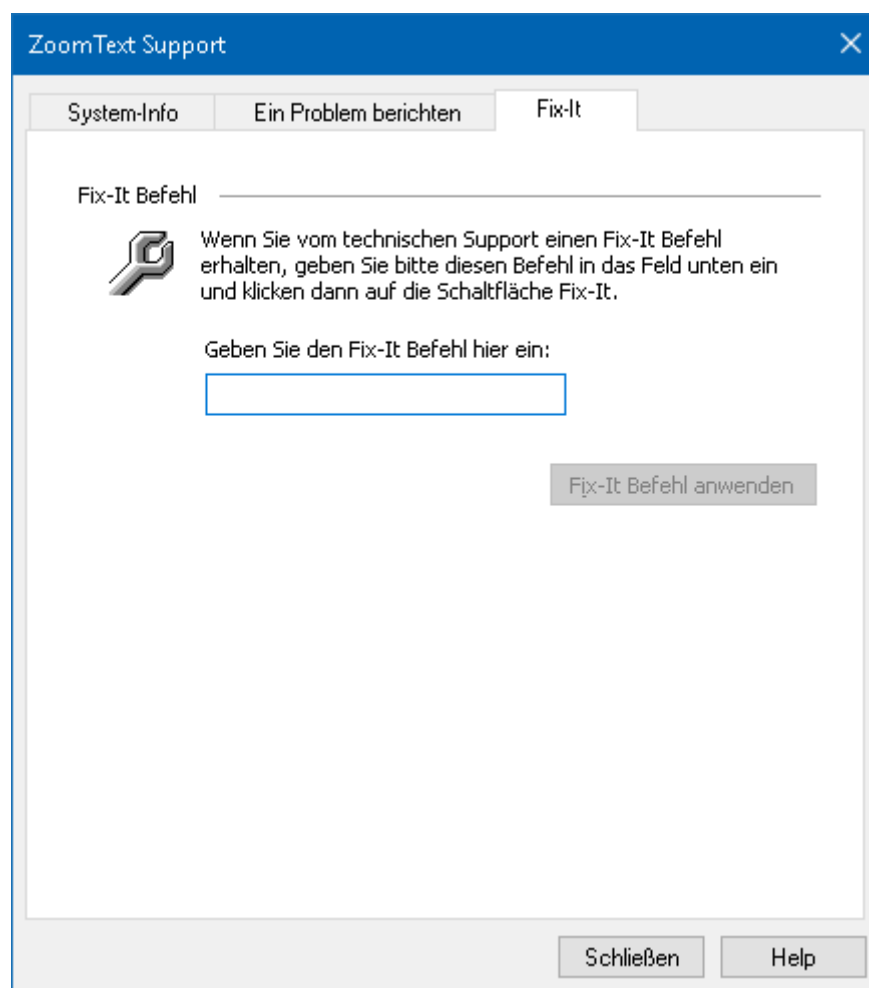 ZoomText Support
System-Info
Ein Problem berichten
Fix-It
Fix-It Befehl
Wenn Sie vom technischen Support einen Fix-It Befehl
erhalten, geben Sie bitte diesen Befehl in das Feld unten ein
und klicken dann auf die Schaltfläche Fix-It.
Geben Sie den Fix-It Befehl hier ein:
Fix-It Befehl anwenden
Schließen
Help